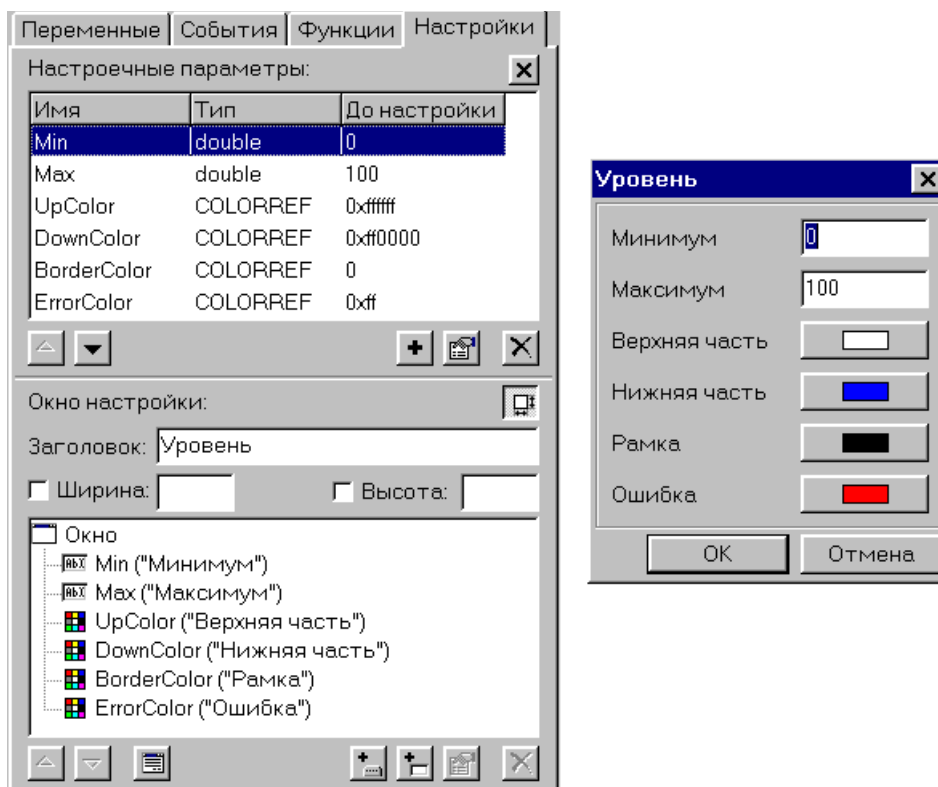 Переменные События Функции Настройки
Настроечные параметры:
Имя Тип До настройки
Min double 0
Max double 100
UpColor COLORREF 0xffffff
DownColor COLORREF 0xff0000
BorderColor COLORREF 0
ErrorColor COLORREF 0xff
Окно настройки:
Заголовок: Уровень
Ширина: Высота:
Окно
Min ("Минимум")
Max ("Максимум")
UpColor ("Верхняя часть")
DownColor ("Нижняя часть")
BorderColor ("Рамка")
ErrorColor ("Ошибка")
Уровень
Минимум 0
Максимум 100
Верхняя часть
Нижняя часть
Рамка
Ошибка
OK Отмена